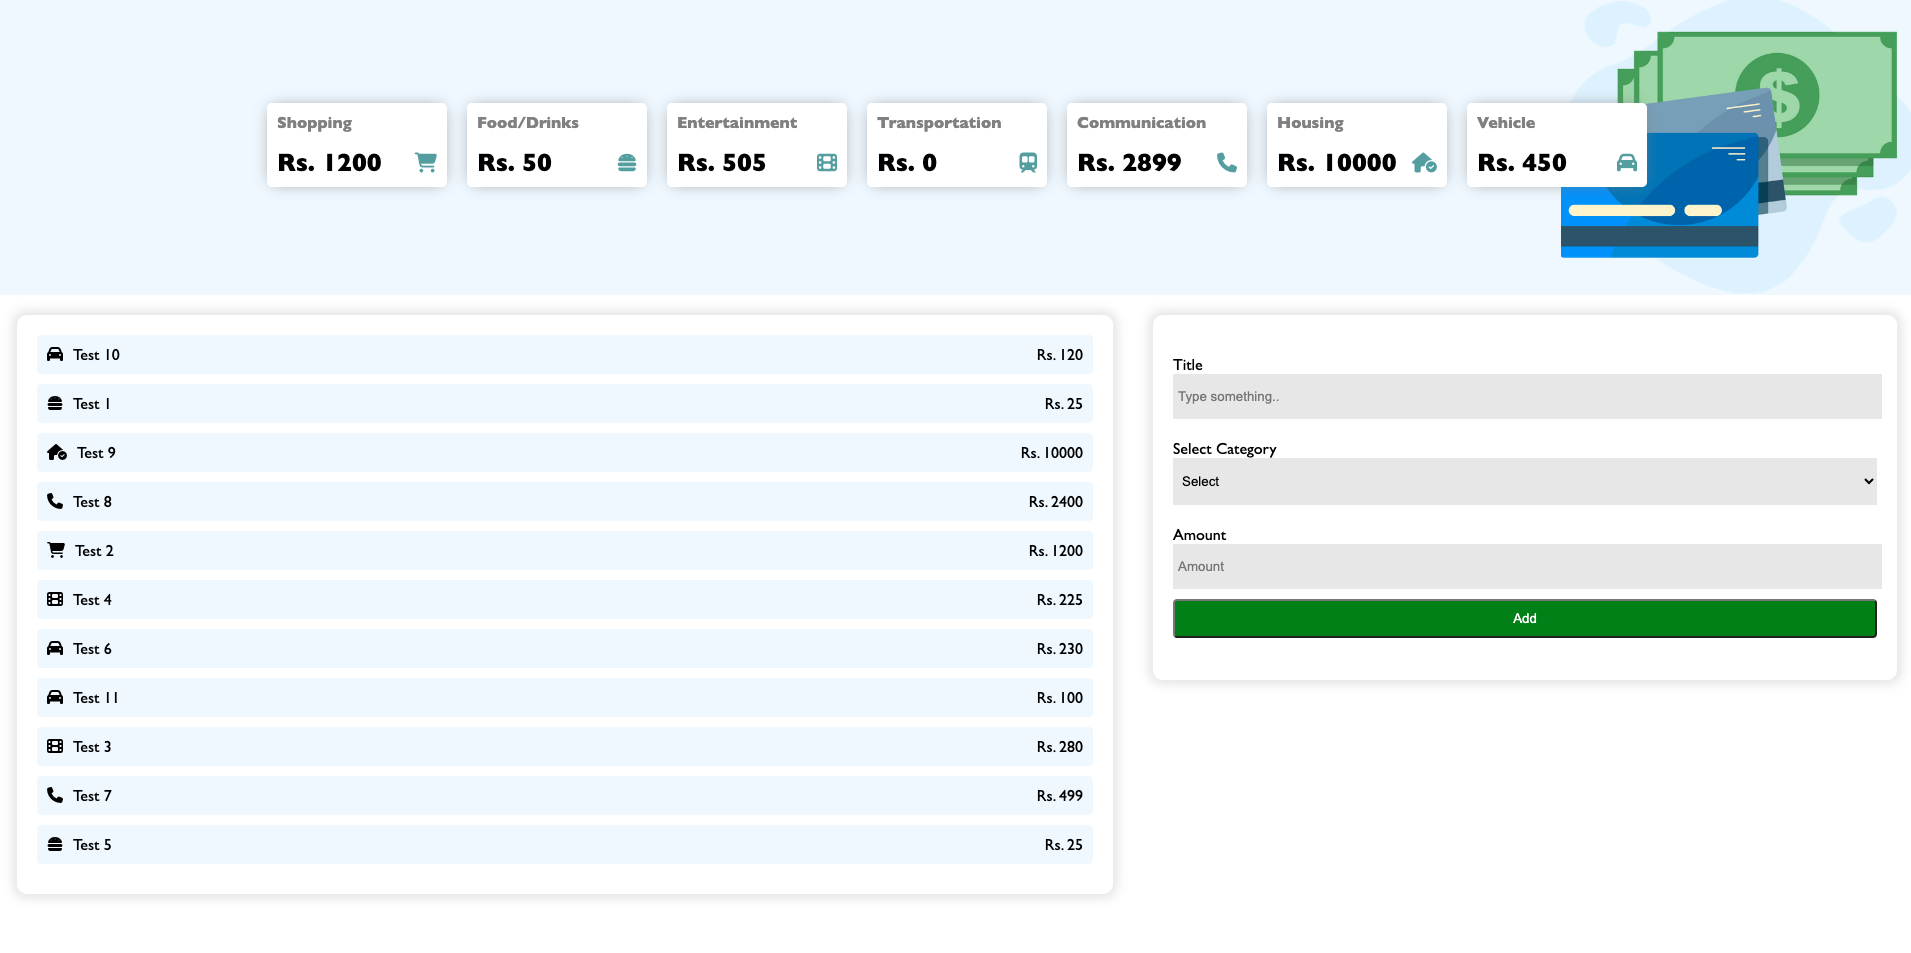 Shopping
Rs. 1200
Food/Drinks
Rs. 50
Entertainment
Rs. 505
Transportation
Rs. 0
Communication
Rs. 2899
Housing
Rs. 10000
Vehicle
Rs. 450
$
Test 10 Rs. 120
Test 1 Rs. 25
Test 9 Rs. 10000
Test 8 Rs. 2400
Test 2 Rs. 1200
Test 4 Rs. 225
Test 6 Rs. 230
Test 11 Rs. 100
Test 3 Rs. 280
Test 7 Rs. 499
Test 5 Rs. 25
Title
Type something..
Select Category
Select
Amount
Amount
Add